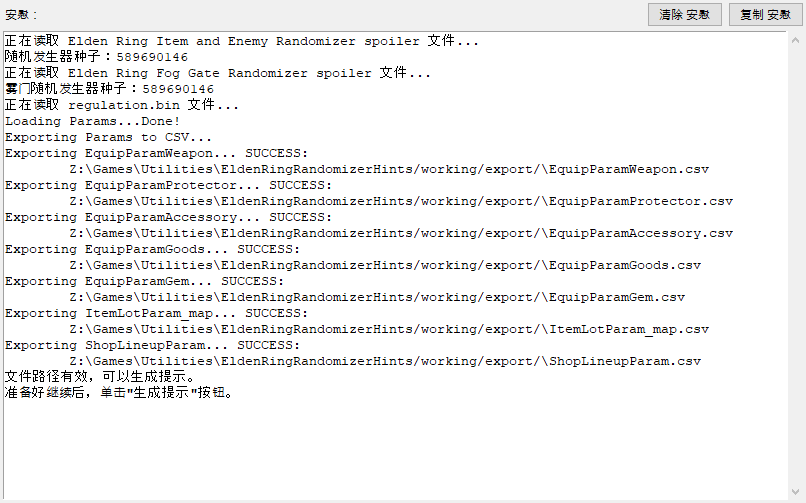 安慰：
清除 安慰
复制 安慰
正在读取 Elden Ring Item and Enemy Randomizer spoiler 文件...
随机发生器种子：589690146
正在读取 Elden Ring Fog Gate Randomizer spoiler 文件...
雾门随机发生器种子：589690146
正在读取 regulation.bin 文件...
Loading Params...Done!
Exporting Params to CSV...
Exporting EquipParamWeapon... SUCCESS:
Z:\Games\Utilities\EldenRingRandomizerHints/working/export/\EquipParamWeapon.csv
Exporting EquipParamProtector... SUCCESS:
Z:\Games\Utilities\EldenRingRandomizerHints/working/export/\EquipParamProtector.csv
Exporting EquipParamAccessory... SUCCESS:
Z:\Games\Utilities\EldenRingRandomizerHints/working/export/\EquipParamAccessory.csv
Exporting EquipParamGoods... SUCCESS:
Z:\Games\Utilities\EldenRingRandomizerHints/working/export/\EquipParamGoods.csv
Exporting EquipParamGem... SUCCESS:
Z:\Games\Utilities\EldenRingRandomizerHints/working/export/\EquipParamGem.csv
Exporting ItemLotParam_map... SUCCESS:
Z:\Games\Utilities\EldenRingRandomizerHints/working/export/\ItemLotParam_map.csv
Exporting ShopLineupParam... SUCCESS:
Z:\Games\Utilities\EldenRingRandomizerHints/working/export/\ShopLineupParam.csv
文件路径有效，可以生成提示。
准备好继续后，单击"生成提示"按钮。